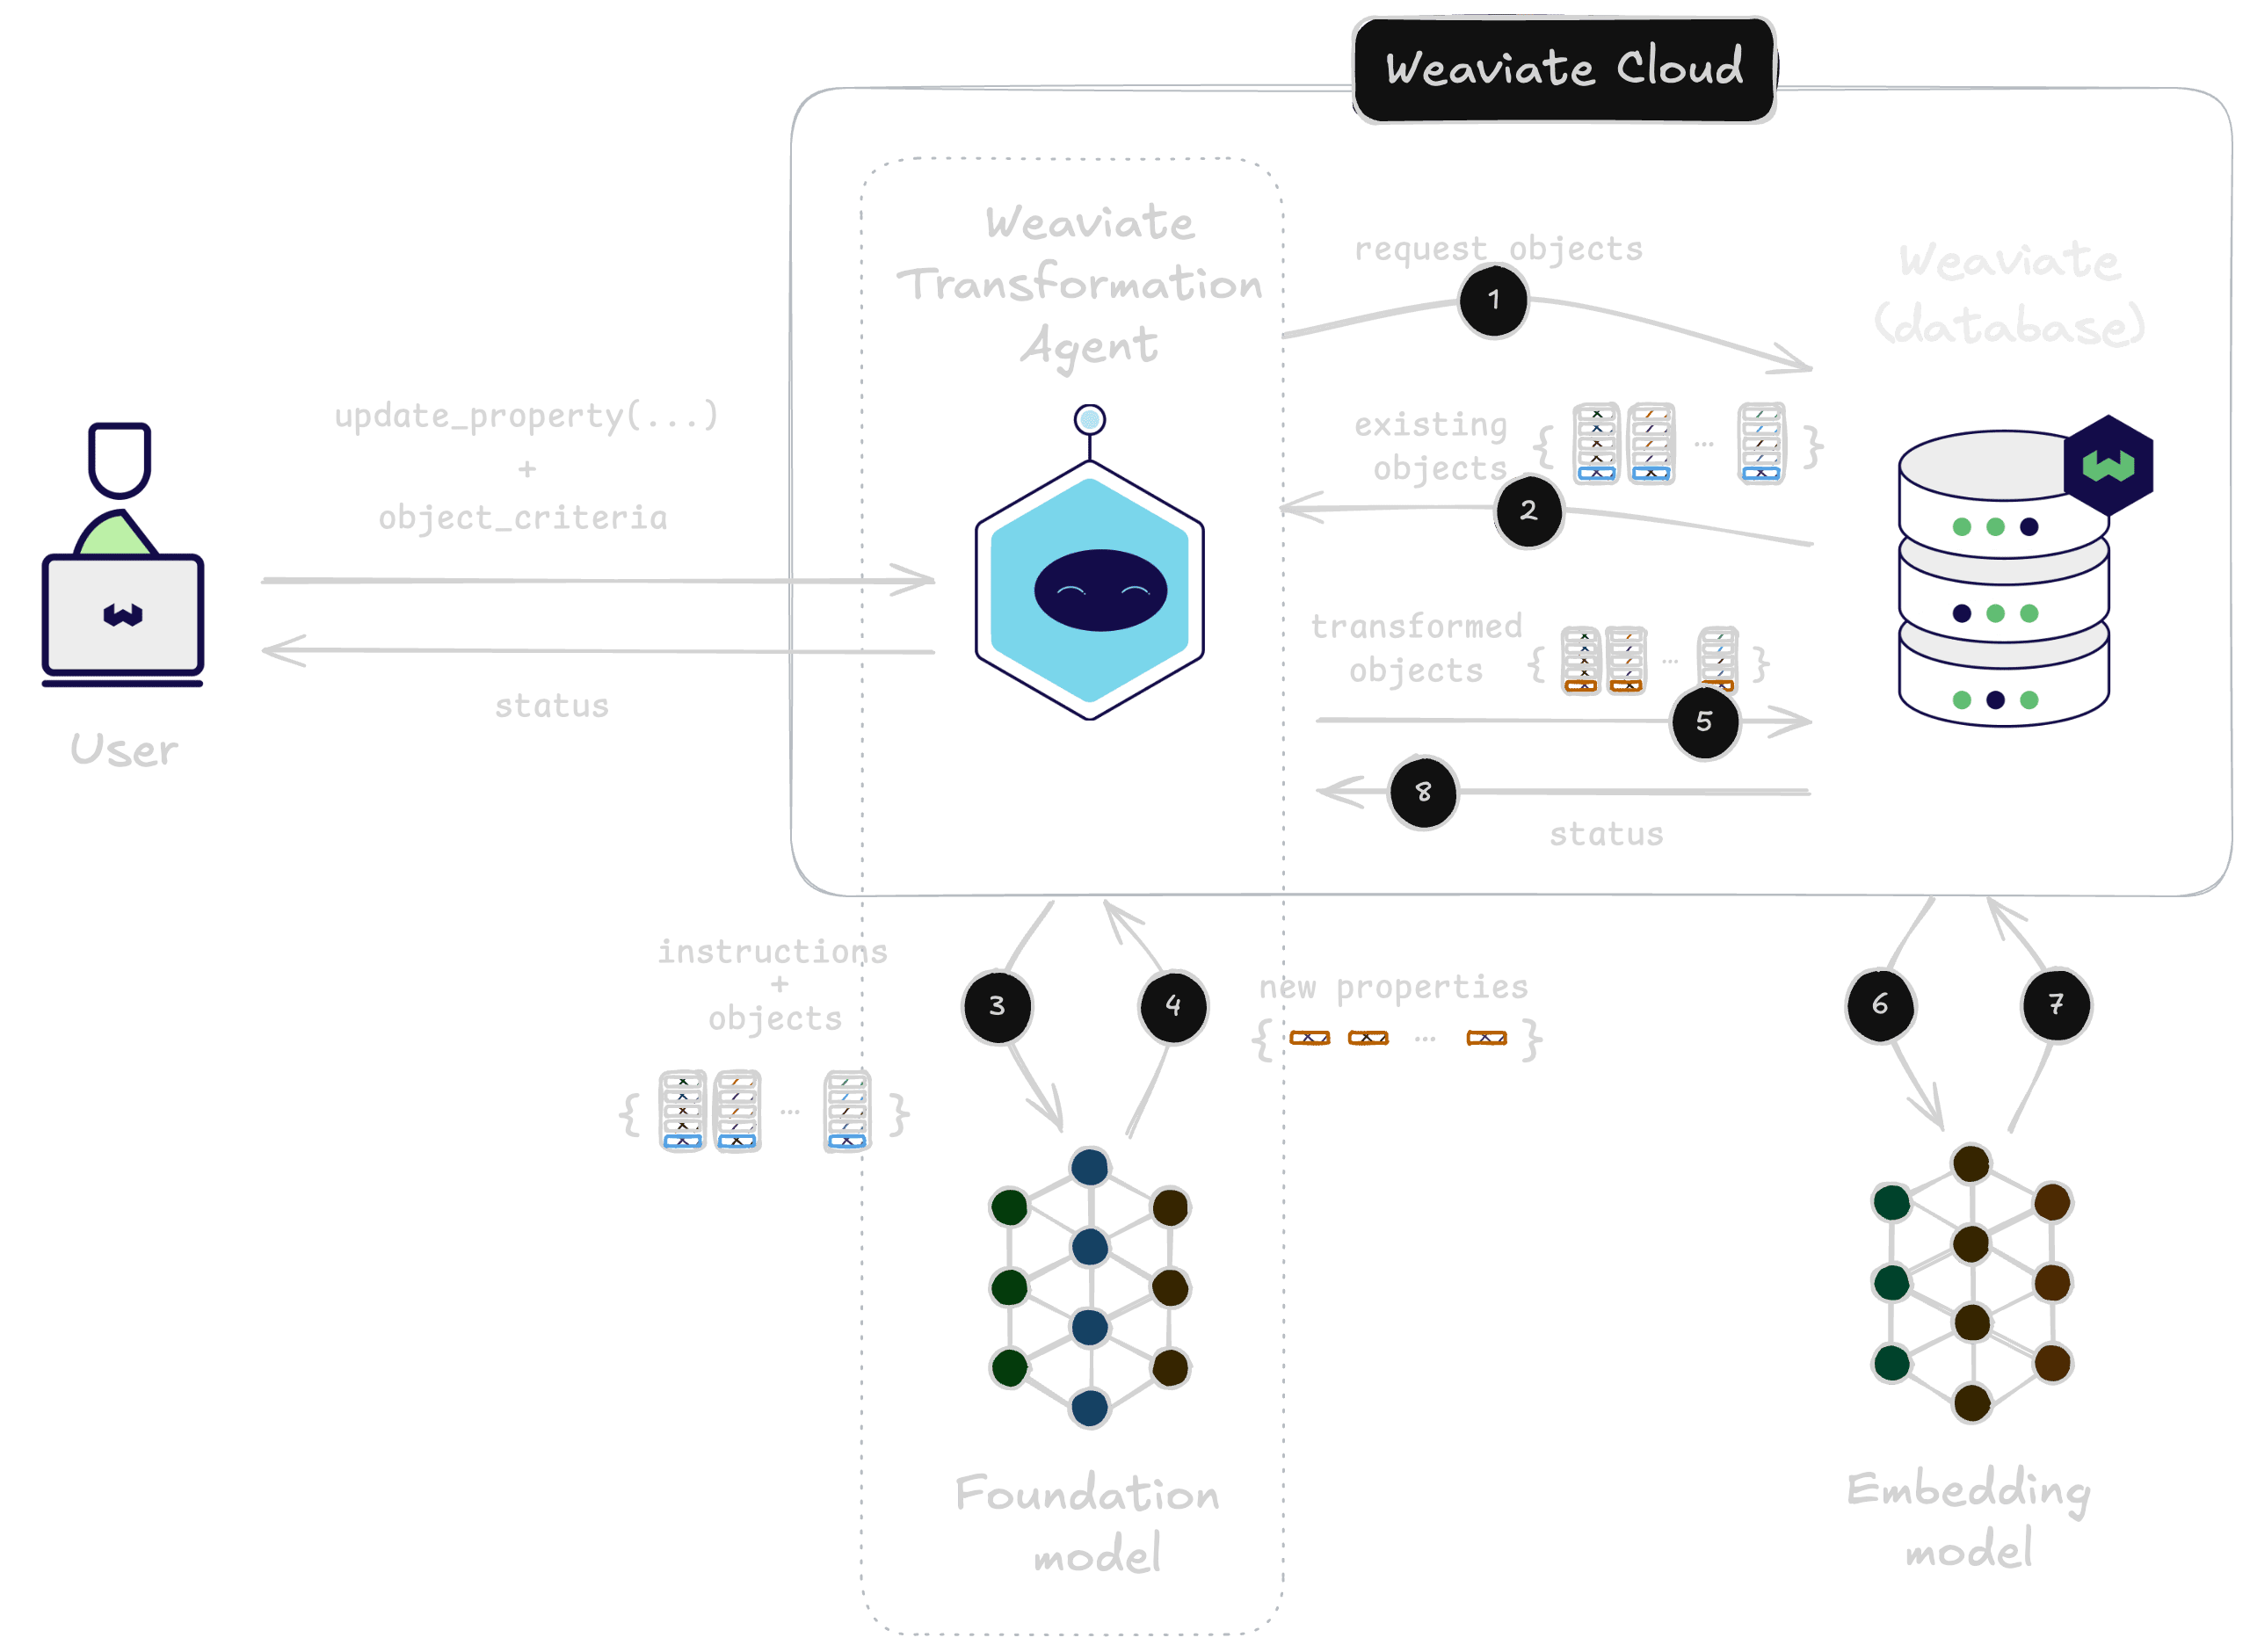 Weaviate Cloud
Weaviate
Transformation
Agent
request objects
1
Weaviate
(database)
update_property(...)
+
object_criteria
existing
objects
{ ... }
2
transformed
objects
{ ... }
5
status
User
8
status
instructions
+
objects
{ ... }
3
4
new properties
{ ... }
6
7
Foundation
model
Embedding
model